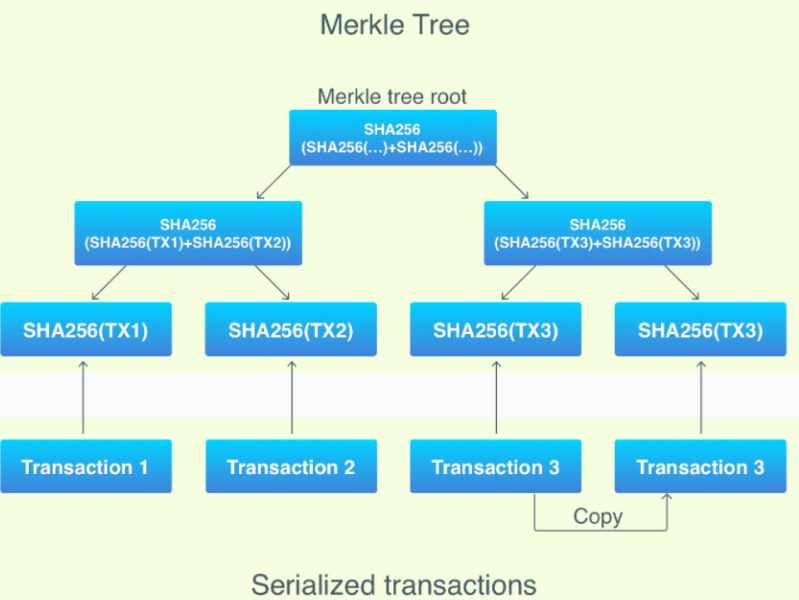 Merkle Tree
Merkle tree root
SHA256
(SHA256(...)+SHA256(...))
SHA256
(SHA256(TX1)+SHA256(TX2))
SHA256
(SHA256(TX3)+SHA256(TX3))
SHA256(TX1)
SHA256(TX2)
SHA256(TX3)
SHA256(TX3)
Transaction 1
Transaction 2
Transaction 3
Transaction 3
Copy
Serialized transactions